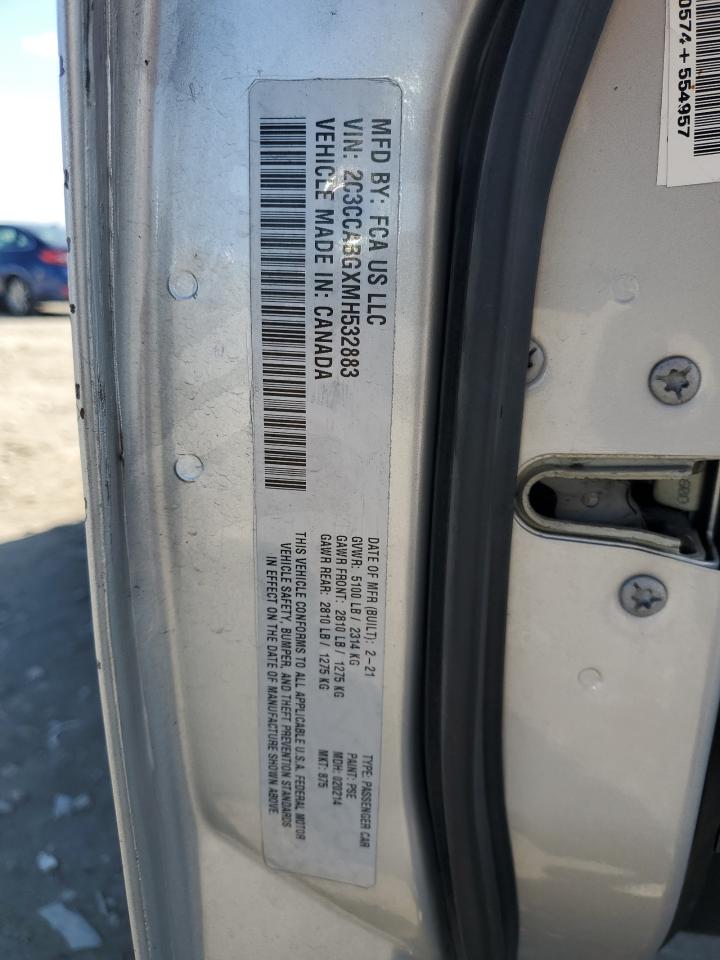 MFD BY: FCA US LLC
VIN: 2C3CCABGXMH532883
VEHICLE MADE IN: CANADA
DATE OF MFR (BUILT): 2-21
GVWR: 5100 LB / 2314 KG
GAWR FRONT: 2810 LB / 1275 KG
GAWR REAR: 2810 LB / 1275 KG
TYPE: PASSENGER CAR
PAINT: PSE
MDH: 020214
MKT: 875
THIS VEHICLE CONFORMS TO ALL APPLICABLE U.S.A. FEDERAL MOTOR
VEHICLE SAFETY, BUMPER, AND THEFT PREVENTION STANDARDS
IN EFFECT ON THE DATE OF MANUFACTURE SHOWN ABOVE
0574+554957